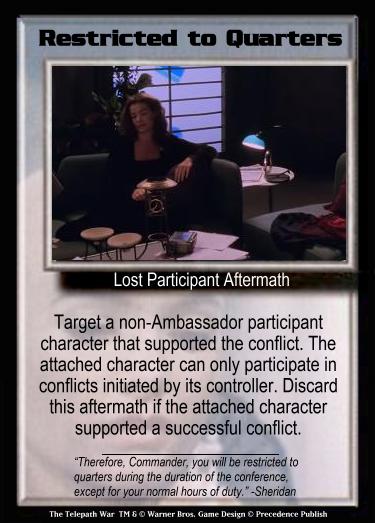 Restricted to Quarters
Lost Participant Aftermath
Target a non-Ambassador participant
character that supported the conflict. The
attached character can only participate in
conflicts initiated by its controller. Discard
this aftermath if the attached character
supported a successful conflict.
“Therefore, Commander, you will be restricted to
quarters during the duration of the conference,
except for your normal hours of duty.” -Sheridan
The Telepath War TM & © Warner Bros. Game Design © Precedence Publish